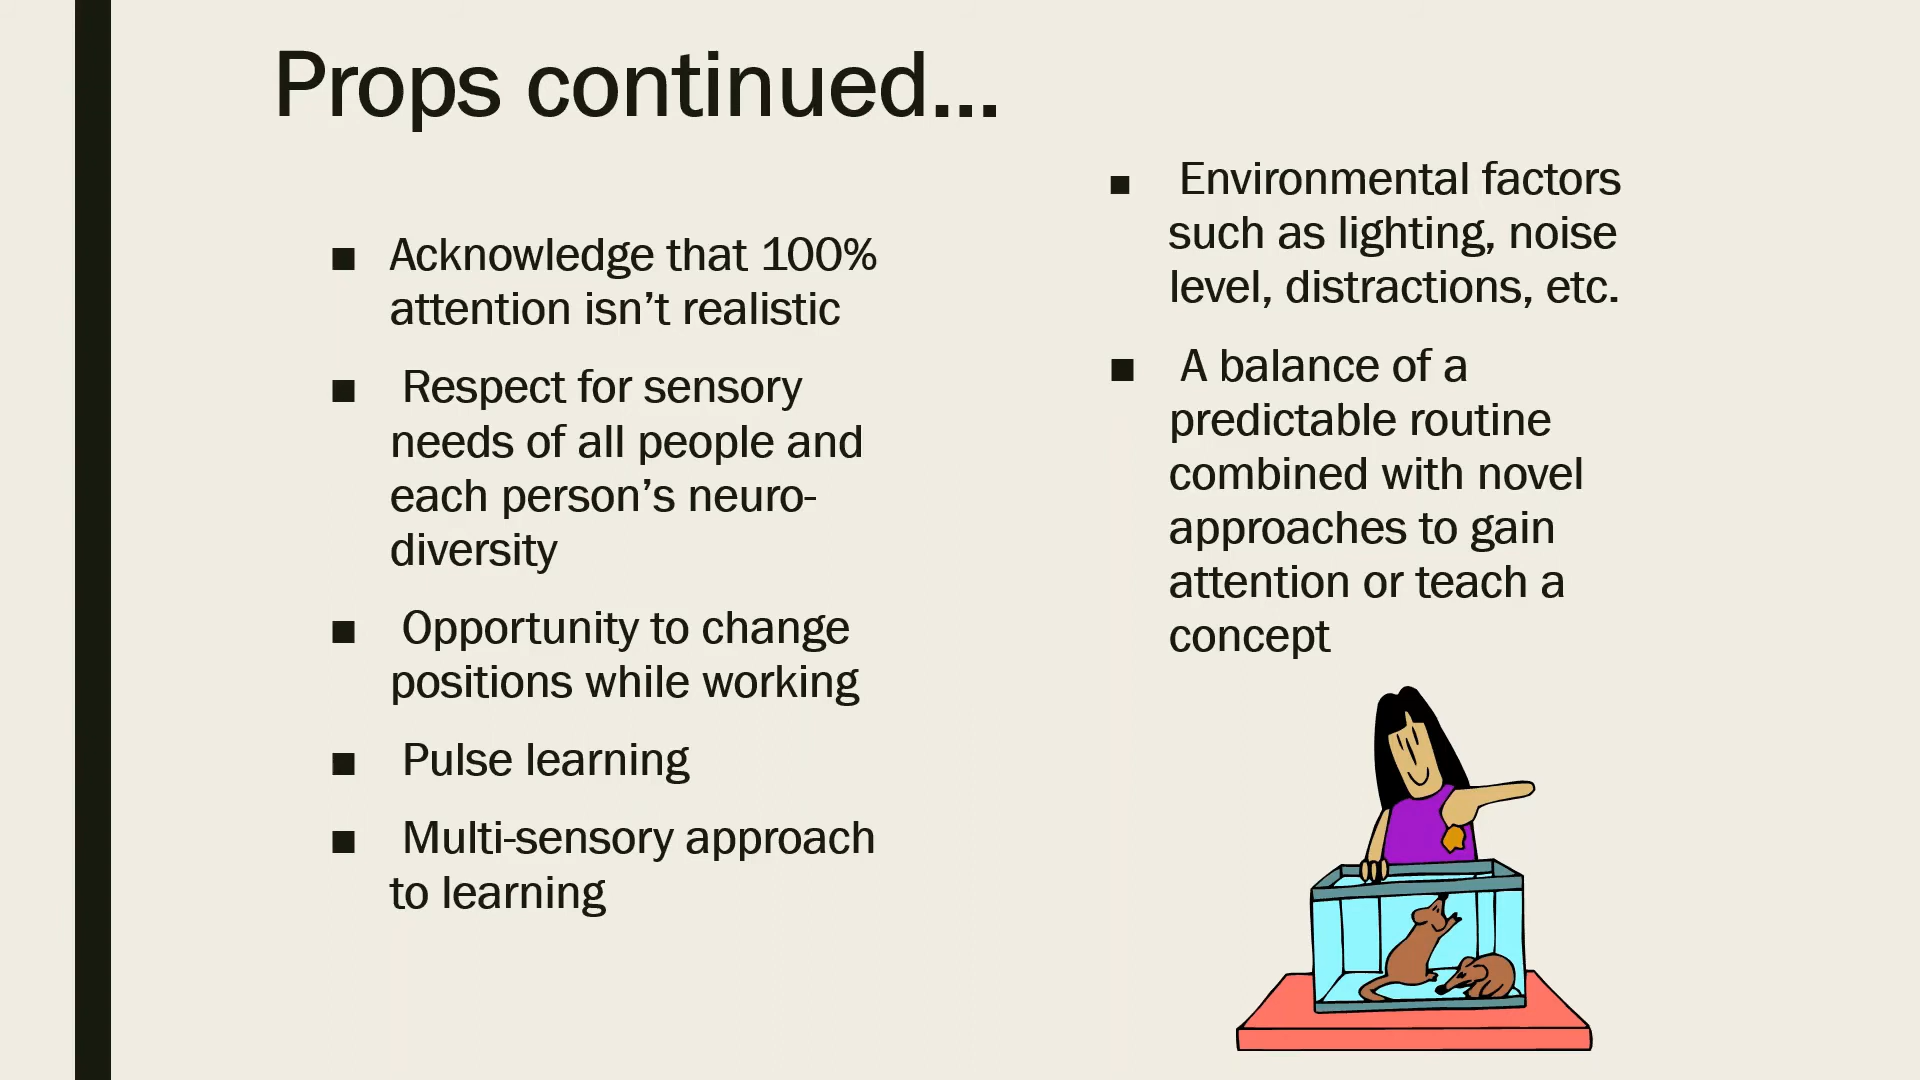 Props continued...
■ Acknowledge that 100%
attention isn’t realistic
■ Respect for sensory
needs of all people and
each person’s neuro-
diversity
■ Opportunity to change
positions while working
■ Pulse learning
■ Multi-sensory approach
to learning
■ Environmental factors
such as lighting, noise
level, distractions, etc.
■ A balance of a
predictable routine
combined with novel
approaches to gain
attention or teach a
concept